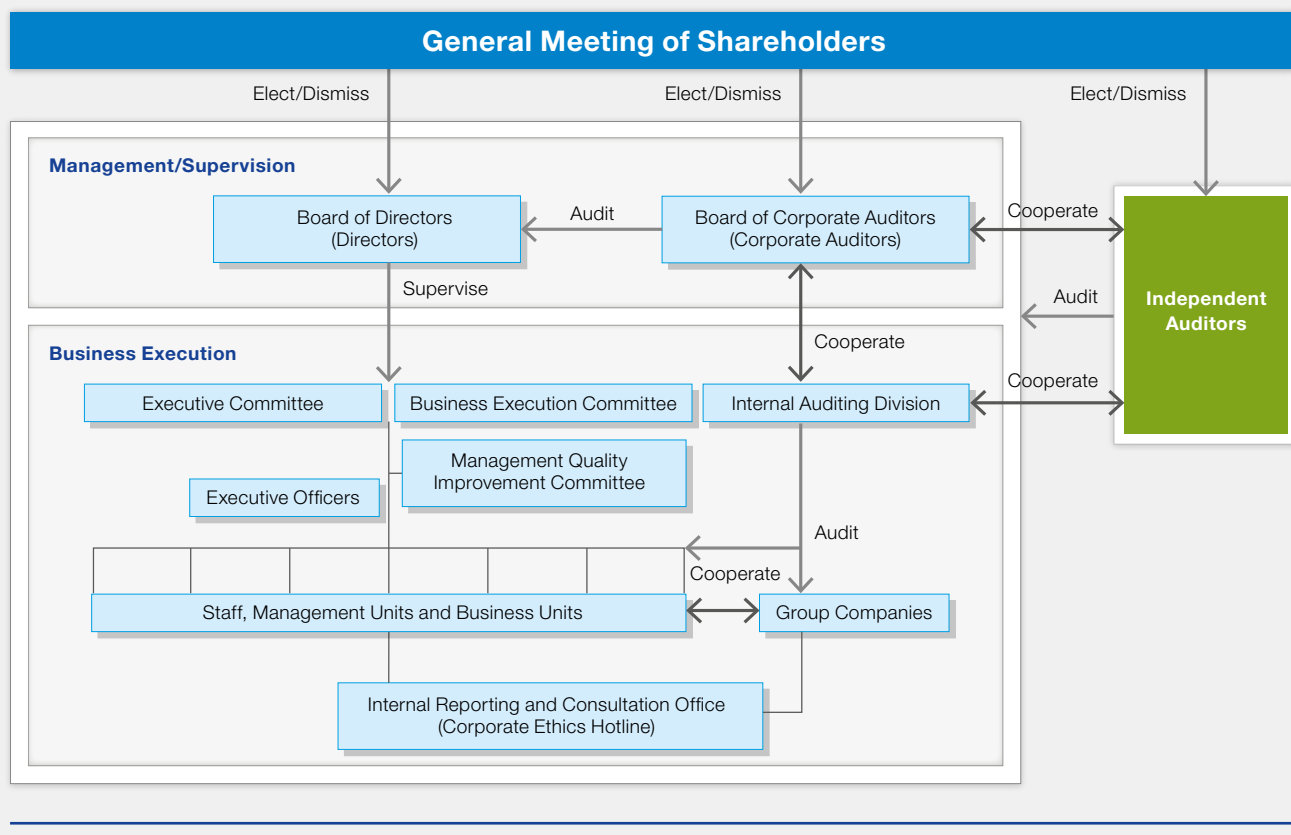 General Meeting of Shareholders
Elect/Dismiss
Elect/Dismiss
Elect/Dismiss
Management/Supervision
Board of Directors
(Directors)
Audit
Board of Corporate Auditors
(Corporate Auditors)
Cooperate
Supervise
Audit
Independent
Auditors
Business Execution
Cooperate
Cooperate
Executive Committee
Business Execution Committee
Internal Auditing Division
Management Quality
Improvement Committee
Executive Officers
Audit
Cooperate
Staff, Management Units and Business Units
Group Companies
Internal Reporting and Consultation Office
(Corporate Ethics Hotline)